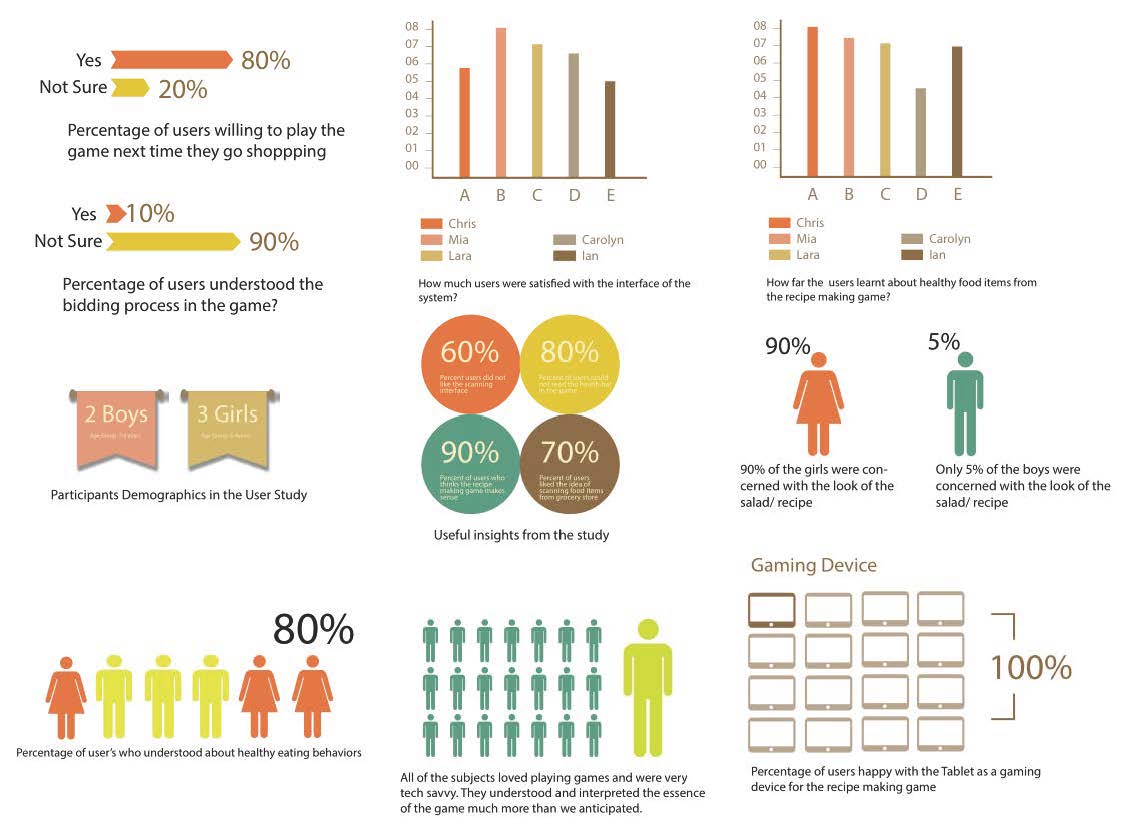 Yes 80%
Not Sure 20%
Percentage of users willing to play the
game next time they go shoppping
Yes 10%
Not Sure 90%
Percentage of users understood the
bidding process in the game?
2 Boys
3 Girls
Participants Demographics in the User Study
08
07
06
05
04
03
02
01
00
A B C D E
Chris
Mia
Lara
Carolyn
Ian
How much users were satisfied with the interface of the
system?
08
07
06
05
04
03
02
01
00
A B C D E
Chris
Mia
Lara
Carolyn
Ian
How far the users learnt about healthy food items from
the recipe making game?
60%
Percent users did not
like the scanning
interface
80%
Percent of users could
not read the health bar
in the game
90%
Percent of users who
thinks the recipe
making game makes
sense
70%
Percent of users
liked the idea of
scanning food items
from grocery store
Useful insights from the study
90%
90% of the girls were con-
cerned with the look of the
salad/ recipe
5%
Only 5% of the boys were
concerned with the look of the
salad/ recipe
80%
Percentage of user's who understood about healthy eating behaviors
All of the subjects loved playing games and were very
tech savvy. They understood and interpreted the essence
of the game much more than we anticipated.
Gaming Device
100%
Percentage of users happy with the Tablet as a gaming
device for the recipe making game